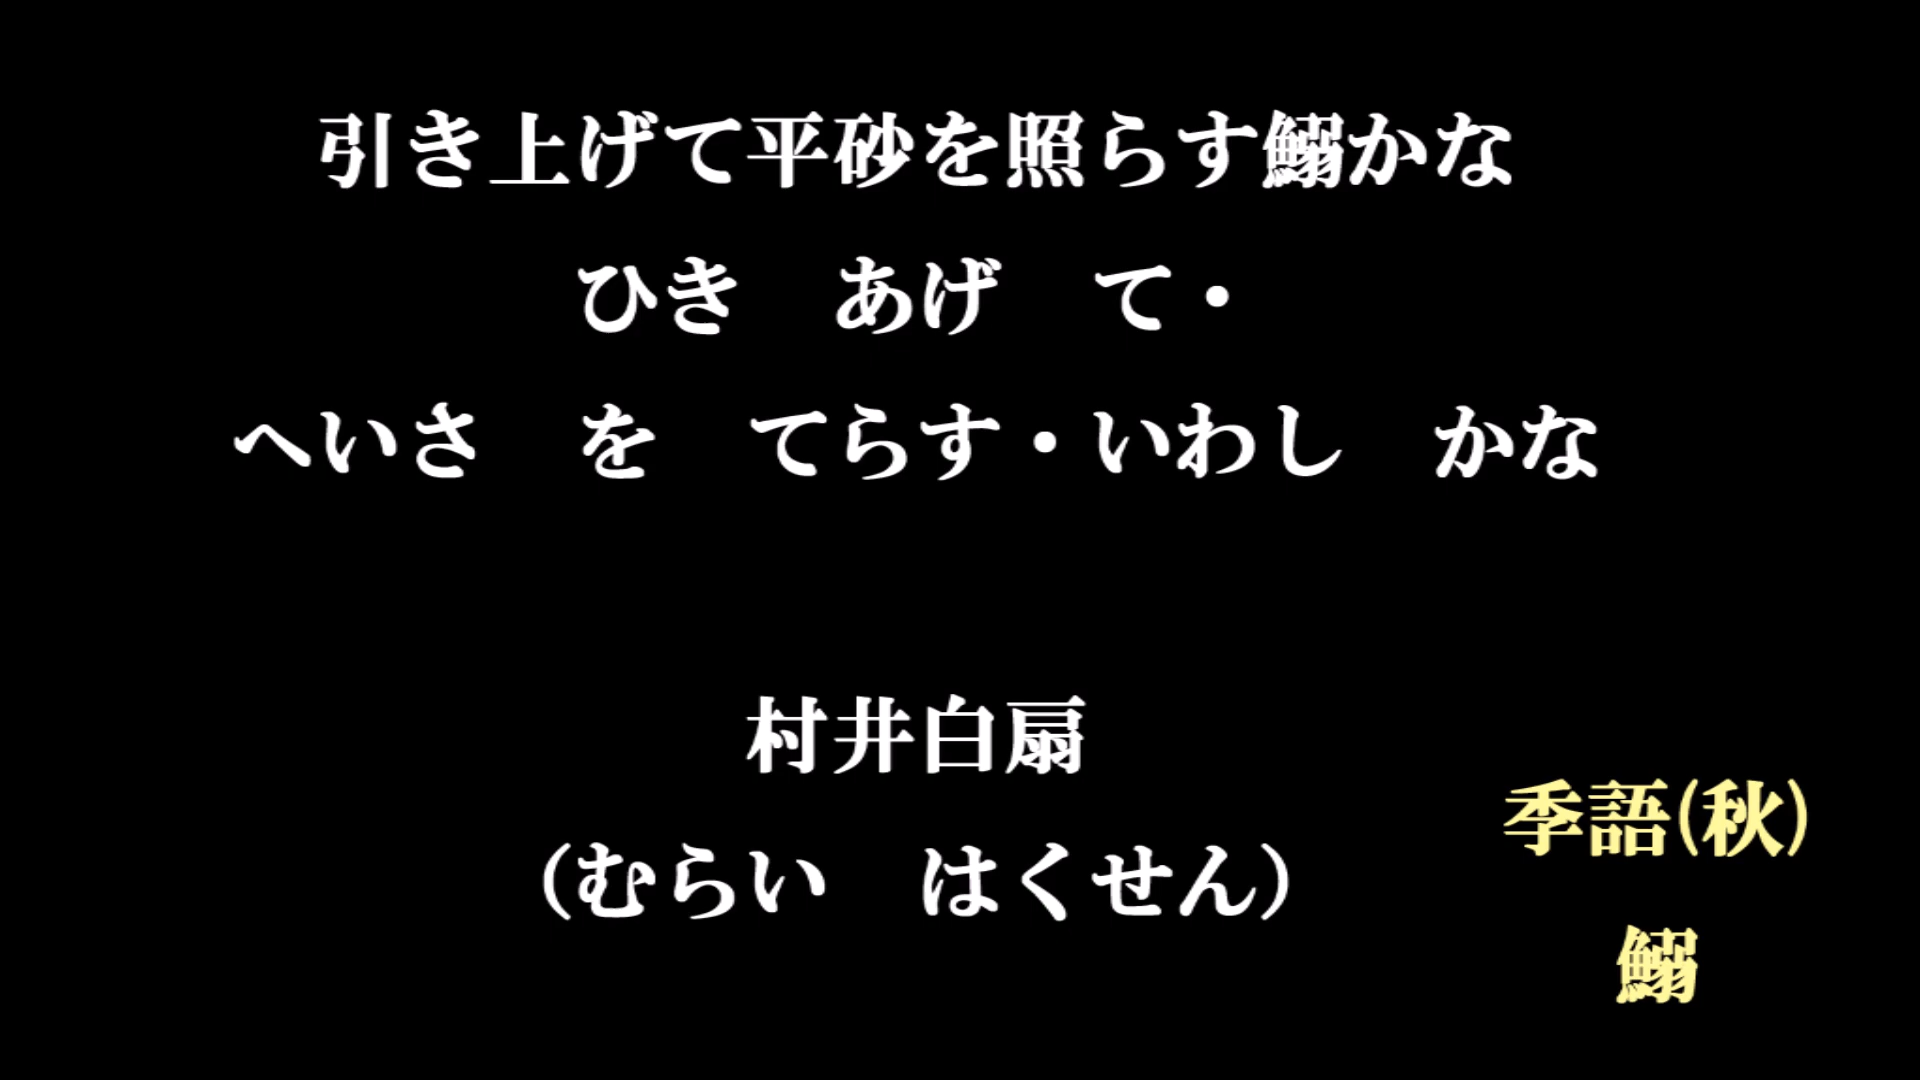 引き上げて平砂を照らす鰯かな
ひき　あげ　て・
へいさ　を　てらす・いわし　かな
村井白扇
（むらい　はくせん）
季語(秋)
鰯